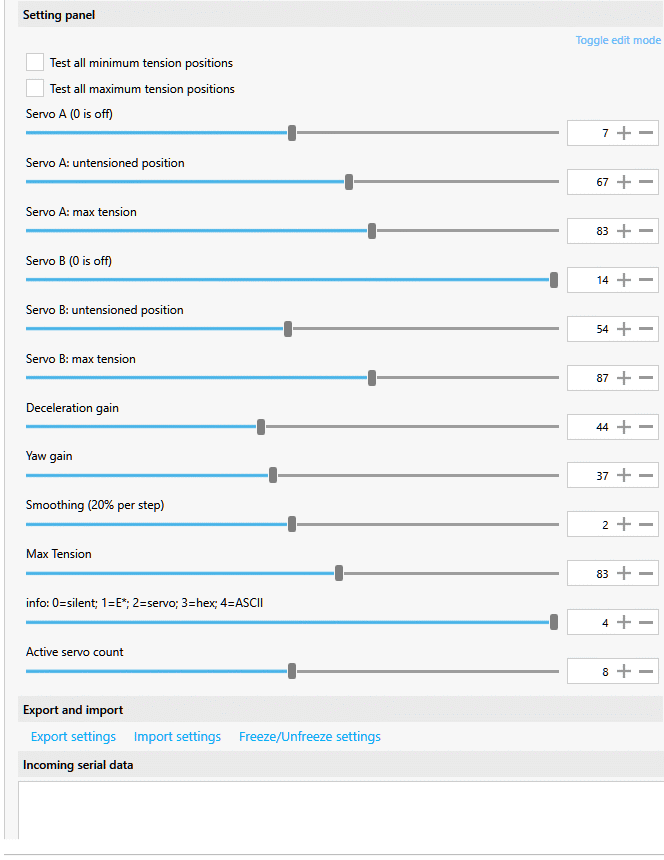 Setting panel
Toggle edit mode
Test all minimum tension positions
Test all maximum tension positions
Servo A (0 is off)
7
Servo A: untensioned position
67
Servo A: max tension
83
Servo B (0 is off)
14
Servo B: untensioned position
54
Servo B: max tension
87
Deceleration gain
44
Yaw gain
37
Smoothing (20% per step)
2
Max Tension
83
info: 0=silent; 1=E*; 2=servo; 3=hex; 4=ASCII
4
Active servo count
8
Export and import
Export settings Import settings Freeze/Unfreeze settings
Incoming serial data